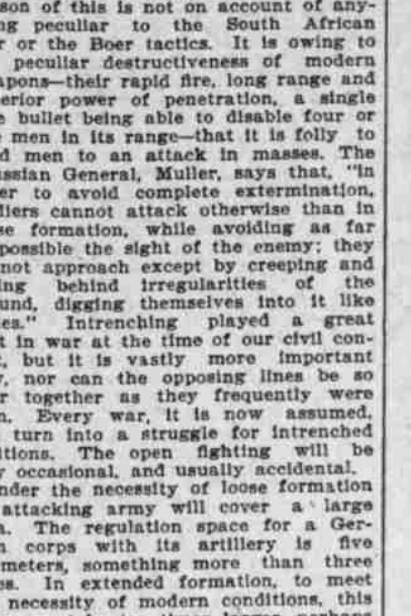 son of this is not on account of any-
ng peculiar to the South African
r or the Boer tactics. It is owing to
peculiar destructiveness of modern
apons—their rapid fire, long range and
erior power of penetration, a single
e bullet being able to disable four or
e men in its range—that it is folly to
d men to an attack in masses. The
ussian General, Muller, says that, "in
er to avoid complete extermination,
diers cannot attack otherwise than in
se formation, while avoiding as far
possible the sight of the enemy; they
not approach except by creeping and
ing behind irregularities of the
und, digging themselves into it like
es." Intrenching played a great
t in war at the time of our civil con-
, but it is vastly more important
, nor can the opposing lines be so
r together as they frequently were
n. Every war, it is now assumed,
turn into a struggle for intrenched
itions. The open fighting will be
y occasional, and usually accidental.
nder the necessity of loose formation
attacking army will cover a large
a. The regulation space for a Ger-
n corps with its artillery is five
meters, something more than three
es. In extended formation, to meet
necessity of modern conditions, this